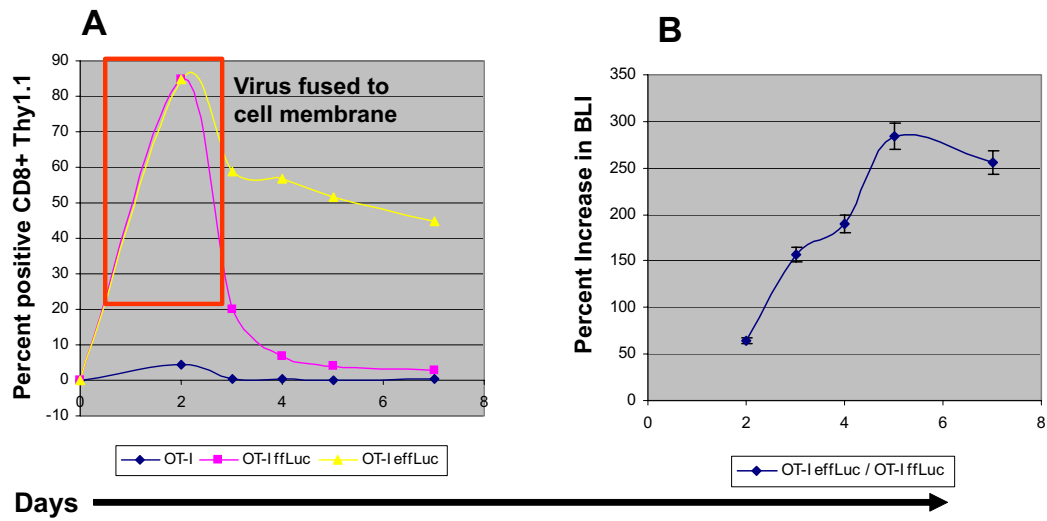 A
Percent positive CD8+ Thy1.1
90
80
70
60
50
40
30
20
10
0
-10
0 2 4 6 8
Virus fused to
cell membrane
OT-I OT-I ffLuc OT-I effLuc
B
Percent Increase in BLI
350
300
250
200
150
100
50
0
0 2 4 6 8
OT-I effLuc / OT-I ffLuc
Days